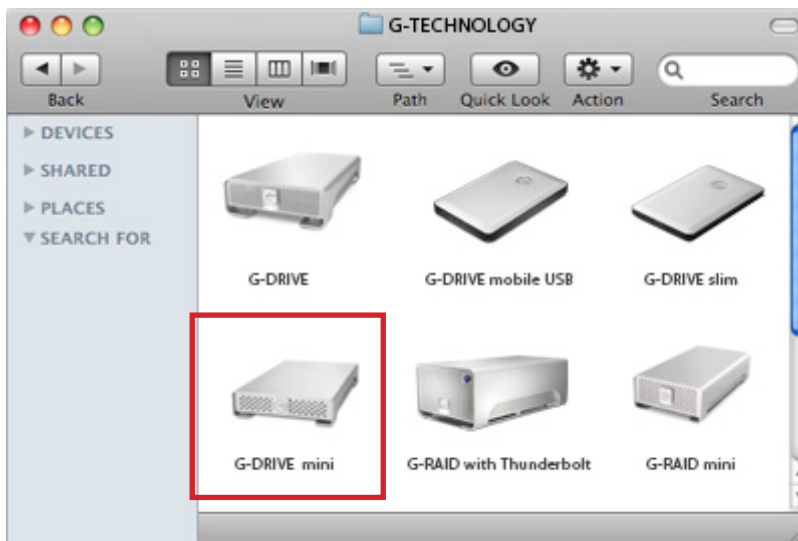 G-TECHNOLOGY
Back View Path Quick Look Action Search
DEVICES
SHARED
PLACES
SEARCH FOR
G-DRIVE G-DRIVE mobile USB G-DRIVE slim
G-DRIVE mini G-RAID with Thunderbolt G-RAID mini